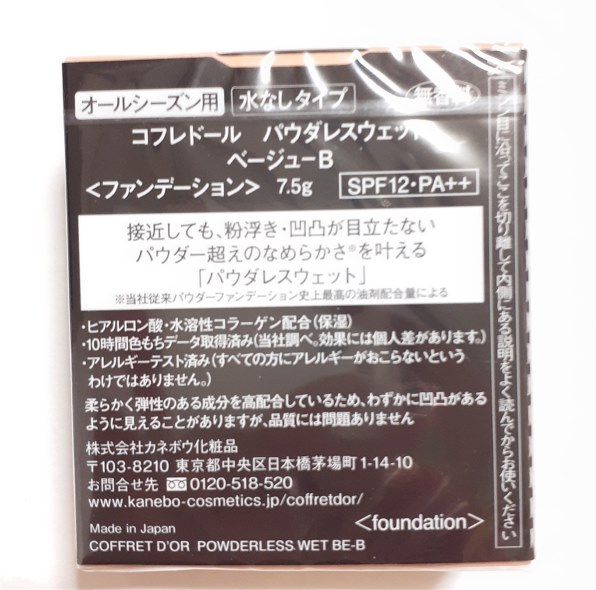 オールシーズン用 水なしタイプ 無香料
コフレドール パウダレスウェット
ベージューB
<ファンデーション> 7.5g SPF12・PA++
接近しても、粉浮き・凹凸が目立たない
パウダー超えのなめらかさ※を叶える
「パウダレスウェット」
※当社従来パウダーファンデーション史上最高の油剤配合量による
・ヒアルロン酸・水溶性コラーゲン配合(保湿)
・10時間色もちデータ取得済み(当社調べ。効果には個人差があります。)
・アレルギーテスト済み(すべての方にアレルギーがおこらないという
わけではありません。)
柔らかく弾性のある成分を高配合しているため、わずかに凹凸がある
ように見えることがありますが、品質には問題ありません
株式会社カネボウ化粧品
〒103-8210 東京都中央区日本橋茅場町1-14-10
お問合せ先 0120-518-520
www.kanebo-cosmetics.jp/coffretdor/
<foundation>
Made in Japan
COFFRET D'OR POWDERLESS WET BE-B
ミシン目に沿ってここを切り離して内側にある説明をよく読んでからお使いください